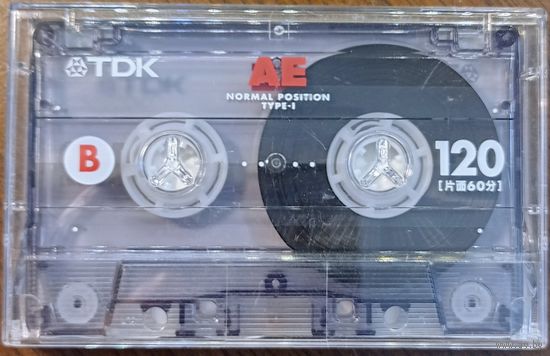 TDK
AE
NORMAL POSITION
TYPE-I
B
120
[片面60分]